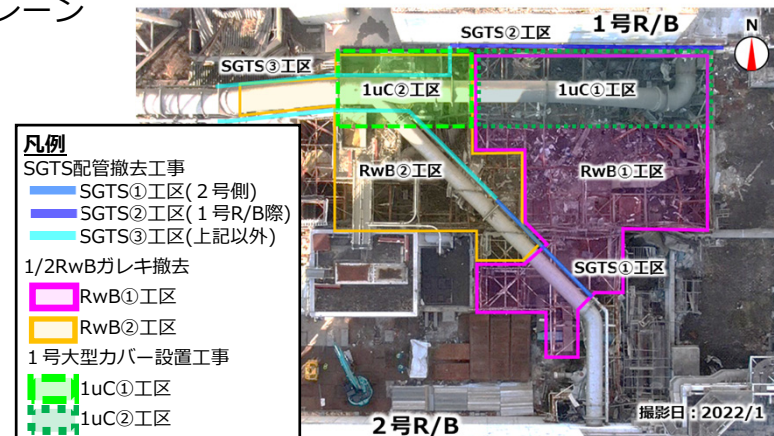 レーン
SGTS②工区
1号R/B
N
SGTS③工区
1uC②工区
1uC①工区
RwB②工区
RwB①工区
SGTS①工区
凡例
SGTS配管撤去工事
SGTS①工区(２号側)
SGTS②工区(１号R/B際)
SGTS③工区(上記以外)
1/2RwBガレキ撤去
RwB①工区
RwB②工区
１号大型カバー設置工事
1uC①工区
1uC②工区
2号R/B
撮影日：2022/1